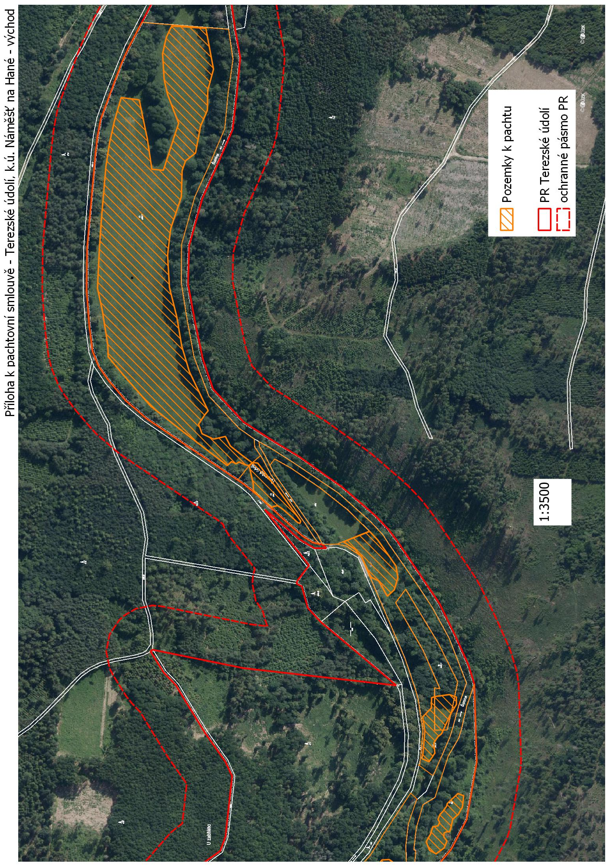 Příloha k pachtovní smlouvě - Terezské údolí, k.ú. Náměšť na Hané - východ
Pozemky k pachtu
PR Terezské údolí
ochranné pásmo PR
1:3500